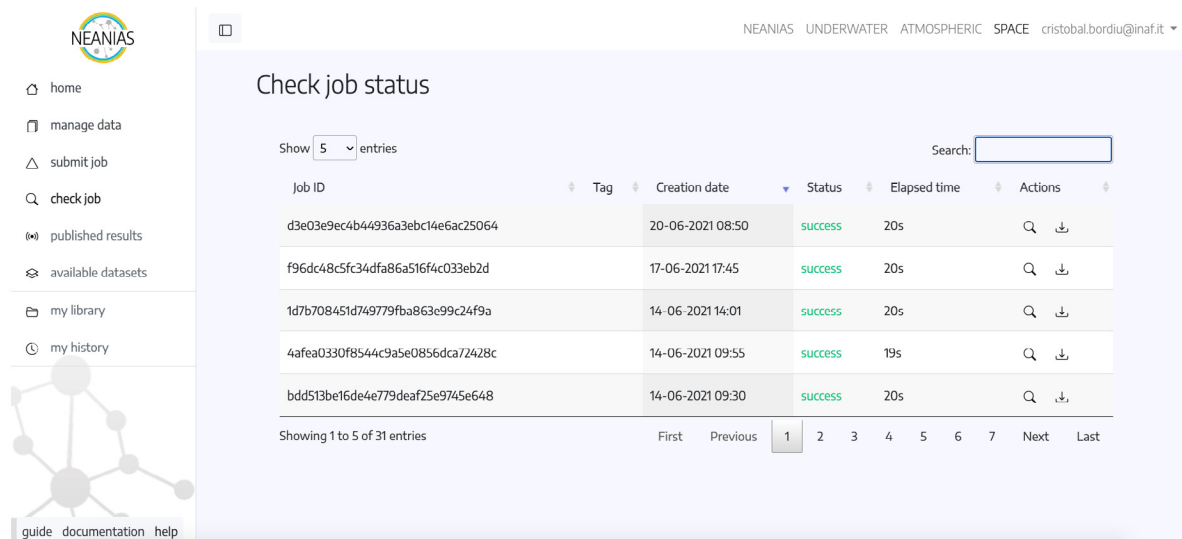 NEANIAS
NEANIAS UNDERWATER ATMOSPHERIC SPACE cristobal.bordiu@inaf.it
home
manage data
submit job
check job
published results
available datasets
my library
my history
guide documentation help
Check job status
Show 5 entries
Search:
Job ID Tag Creation date Status Elapsed time Actions
d3e03e9ec4b44936a3ebc14e6ac25064 20-06-2021 08:50 success 20s
f96dc48c5fc34dfa86a516f4c033eb2d 17-06-2021 17:45 success 20s
1d7b708451d749779fba863e99c24f9a 14-06-2021 14:01 success 20s
4afea0330f8544c9a5e0856dca72428c 14-06-2021 09:55 success 19s
bdd513be16de4e779deaf25e9745e648 14-06-2021 09:30 success 20s
Showing 1 to 5 of 31 entries
First Previous 1 2 3 4 5 6 7 Next Last